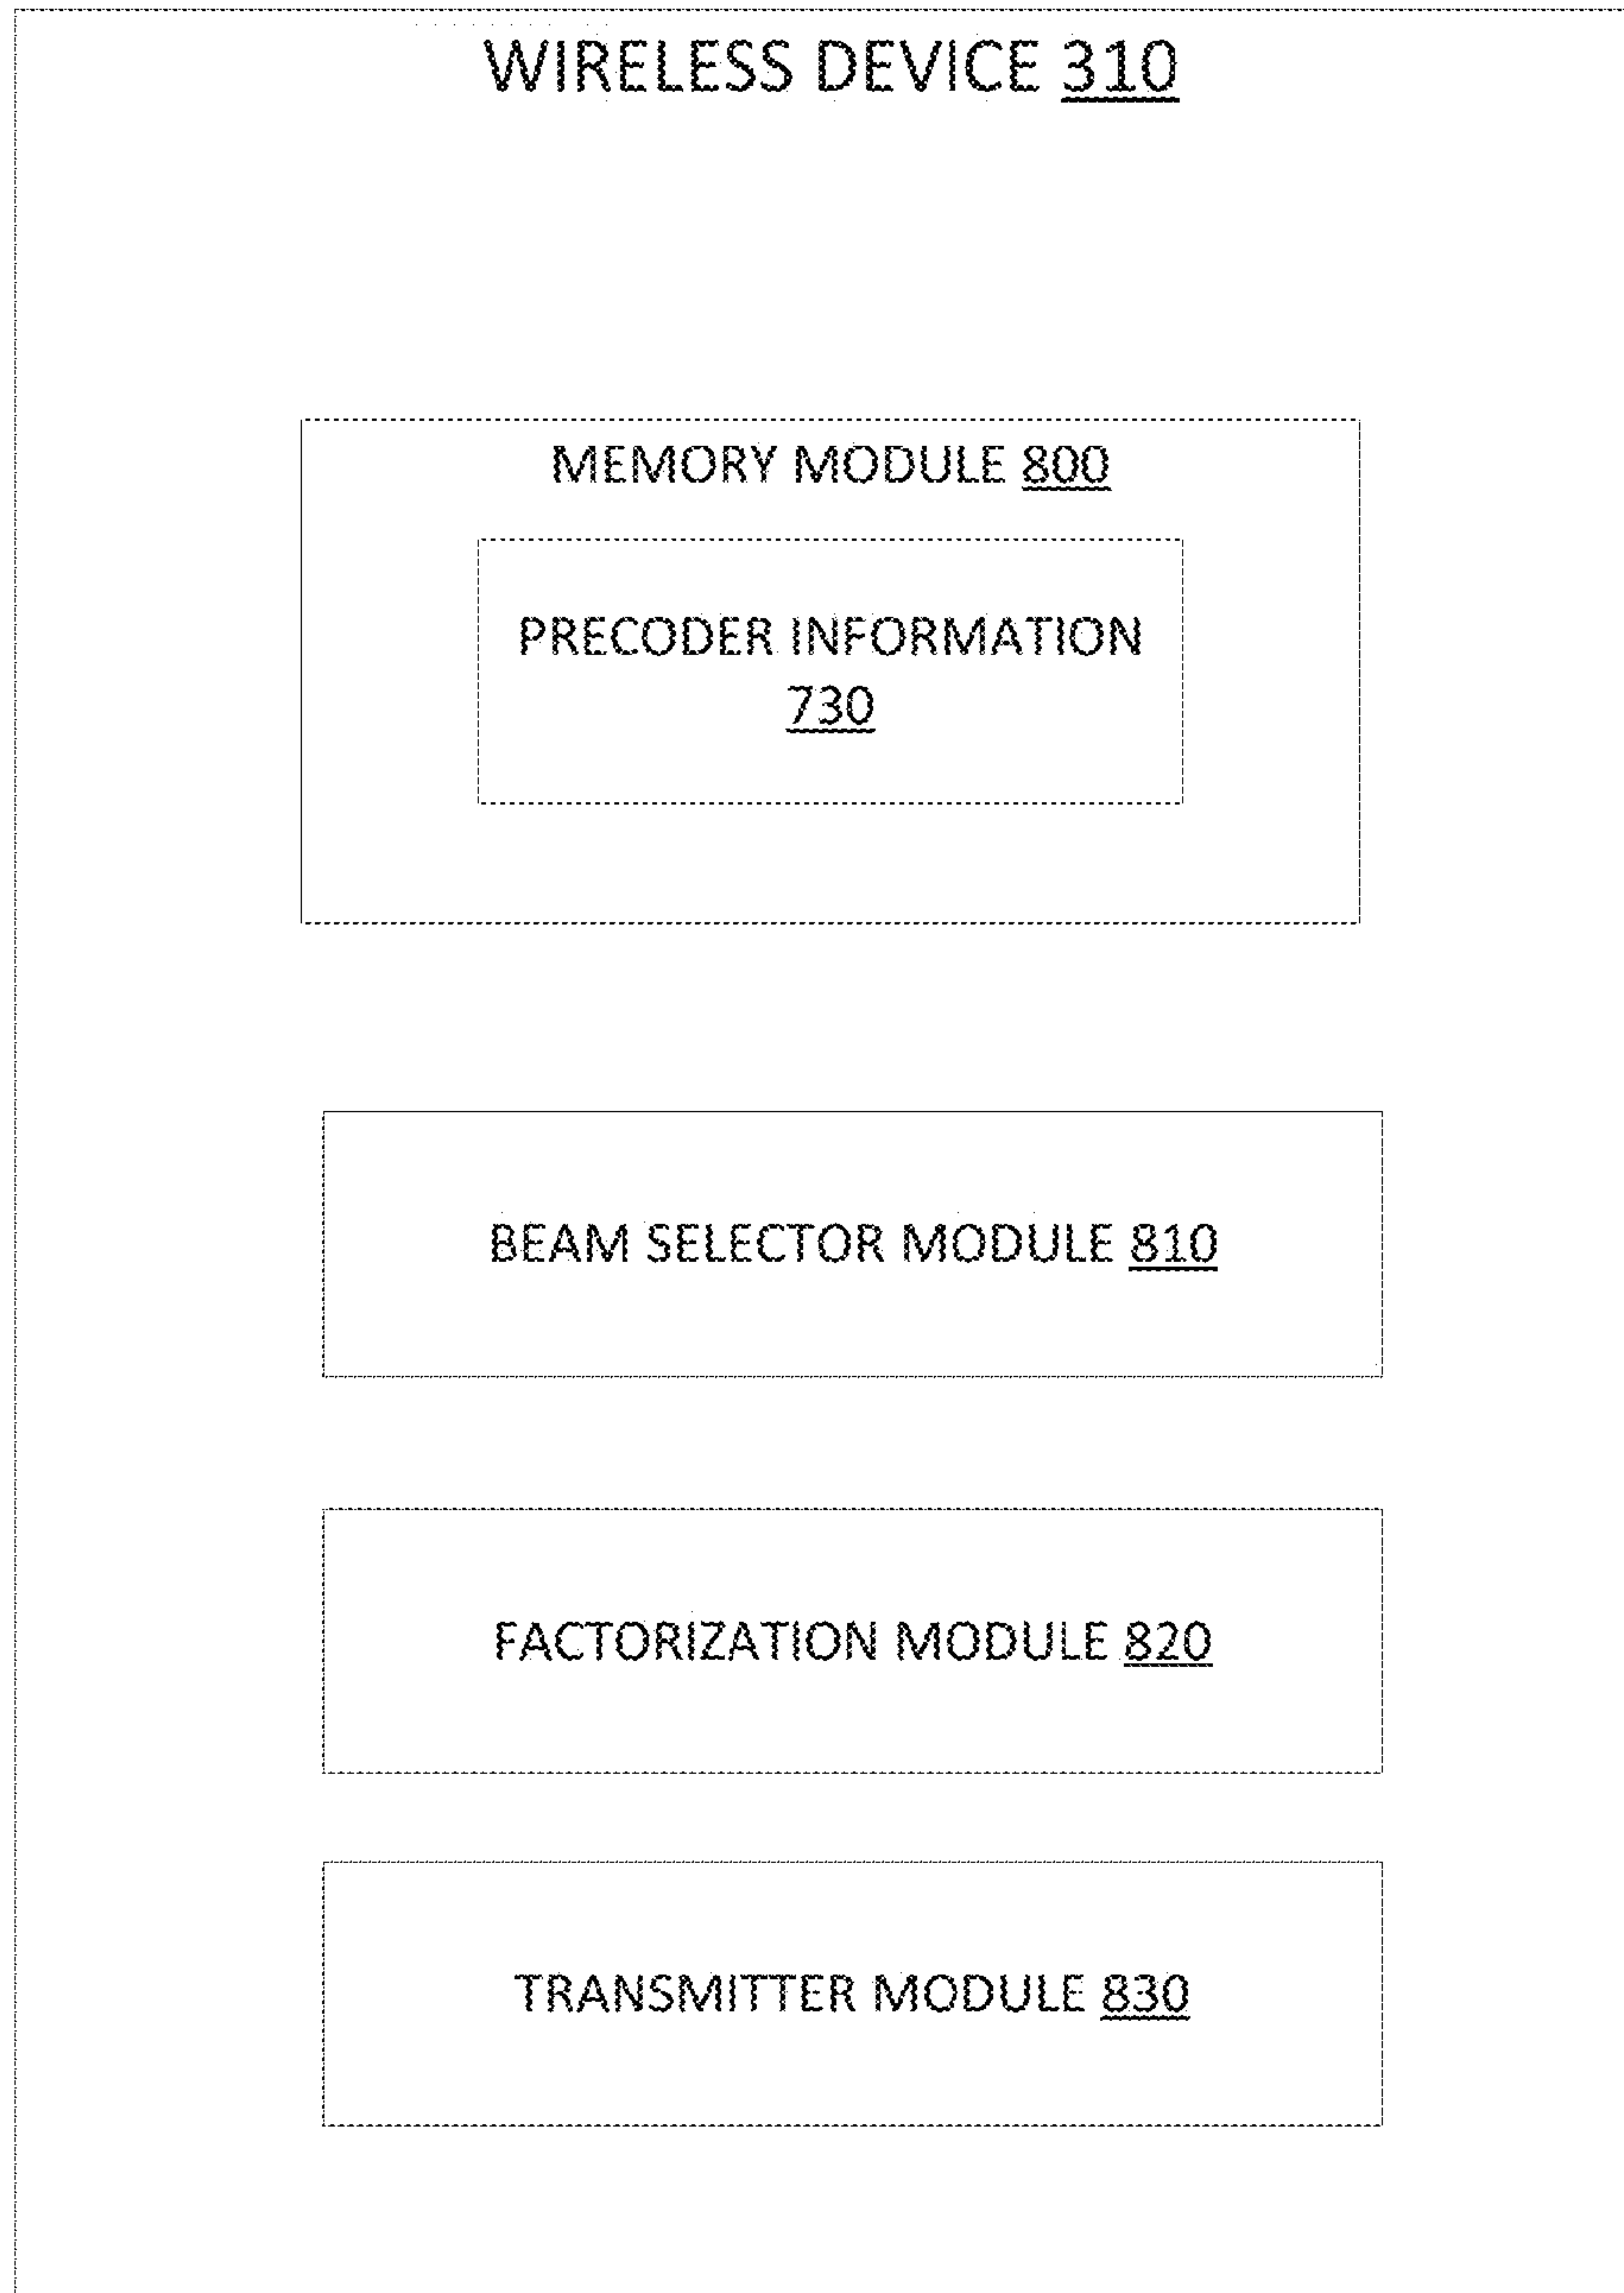 WIRELESS DEVICE 310
MEMORY MODULE 800
PRECODER INFORMATION
730
BEAM SELECTOR MODULE 810
FACTORIZATION MODULE 820
TRANSMITTER MODULE 830